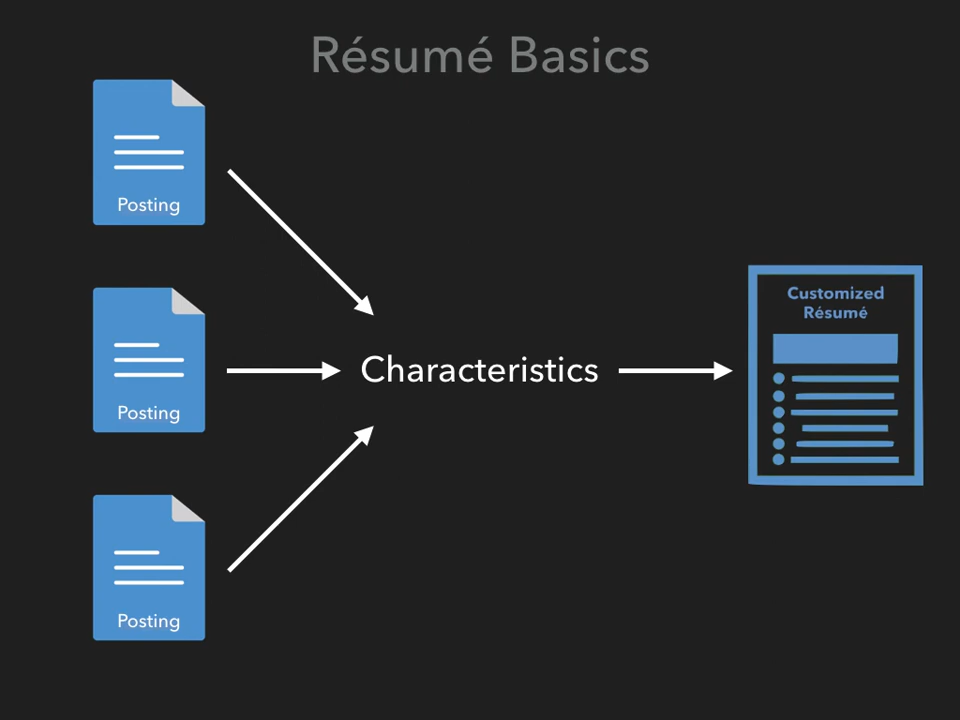 Résumé Basics
Posting
Posting
Characteristics
Customized
Résumé
Posting